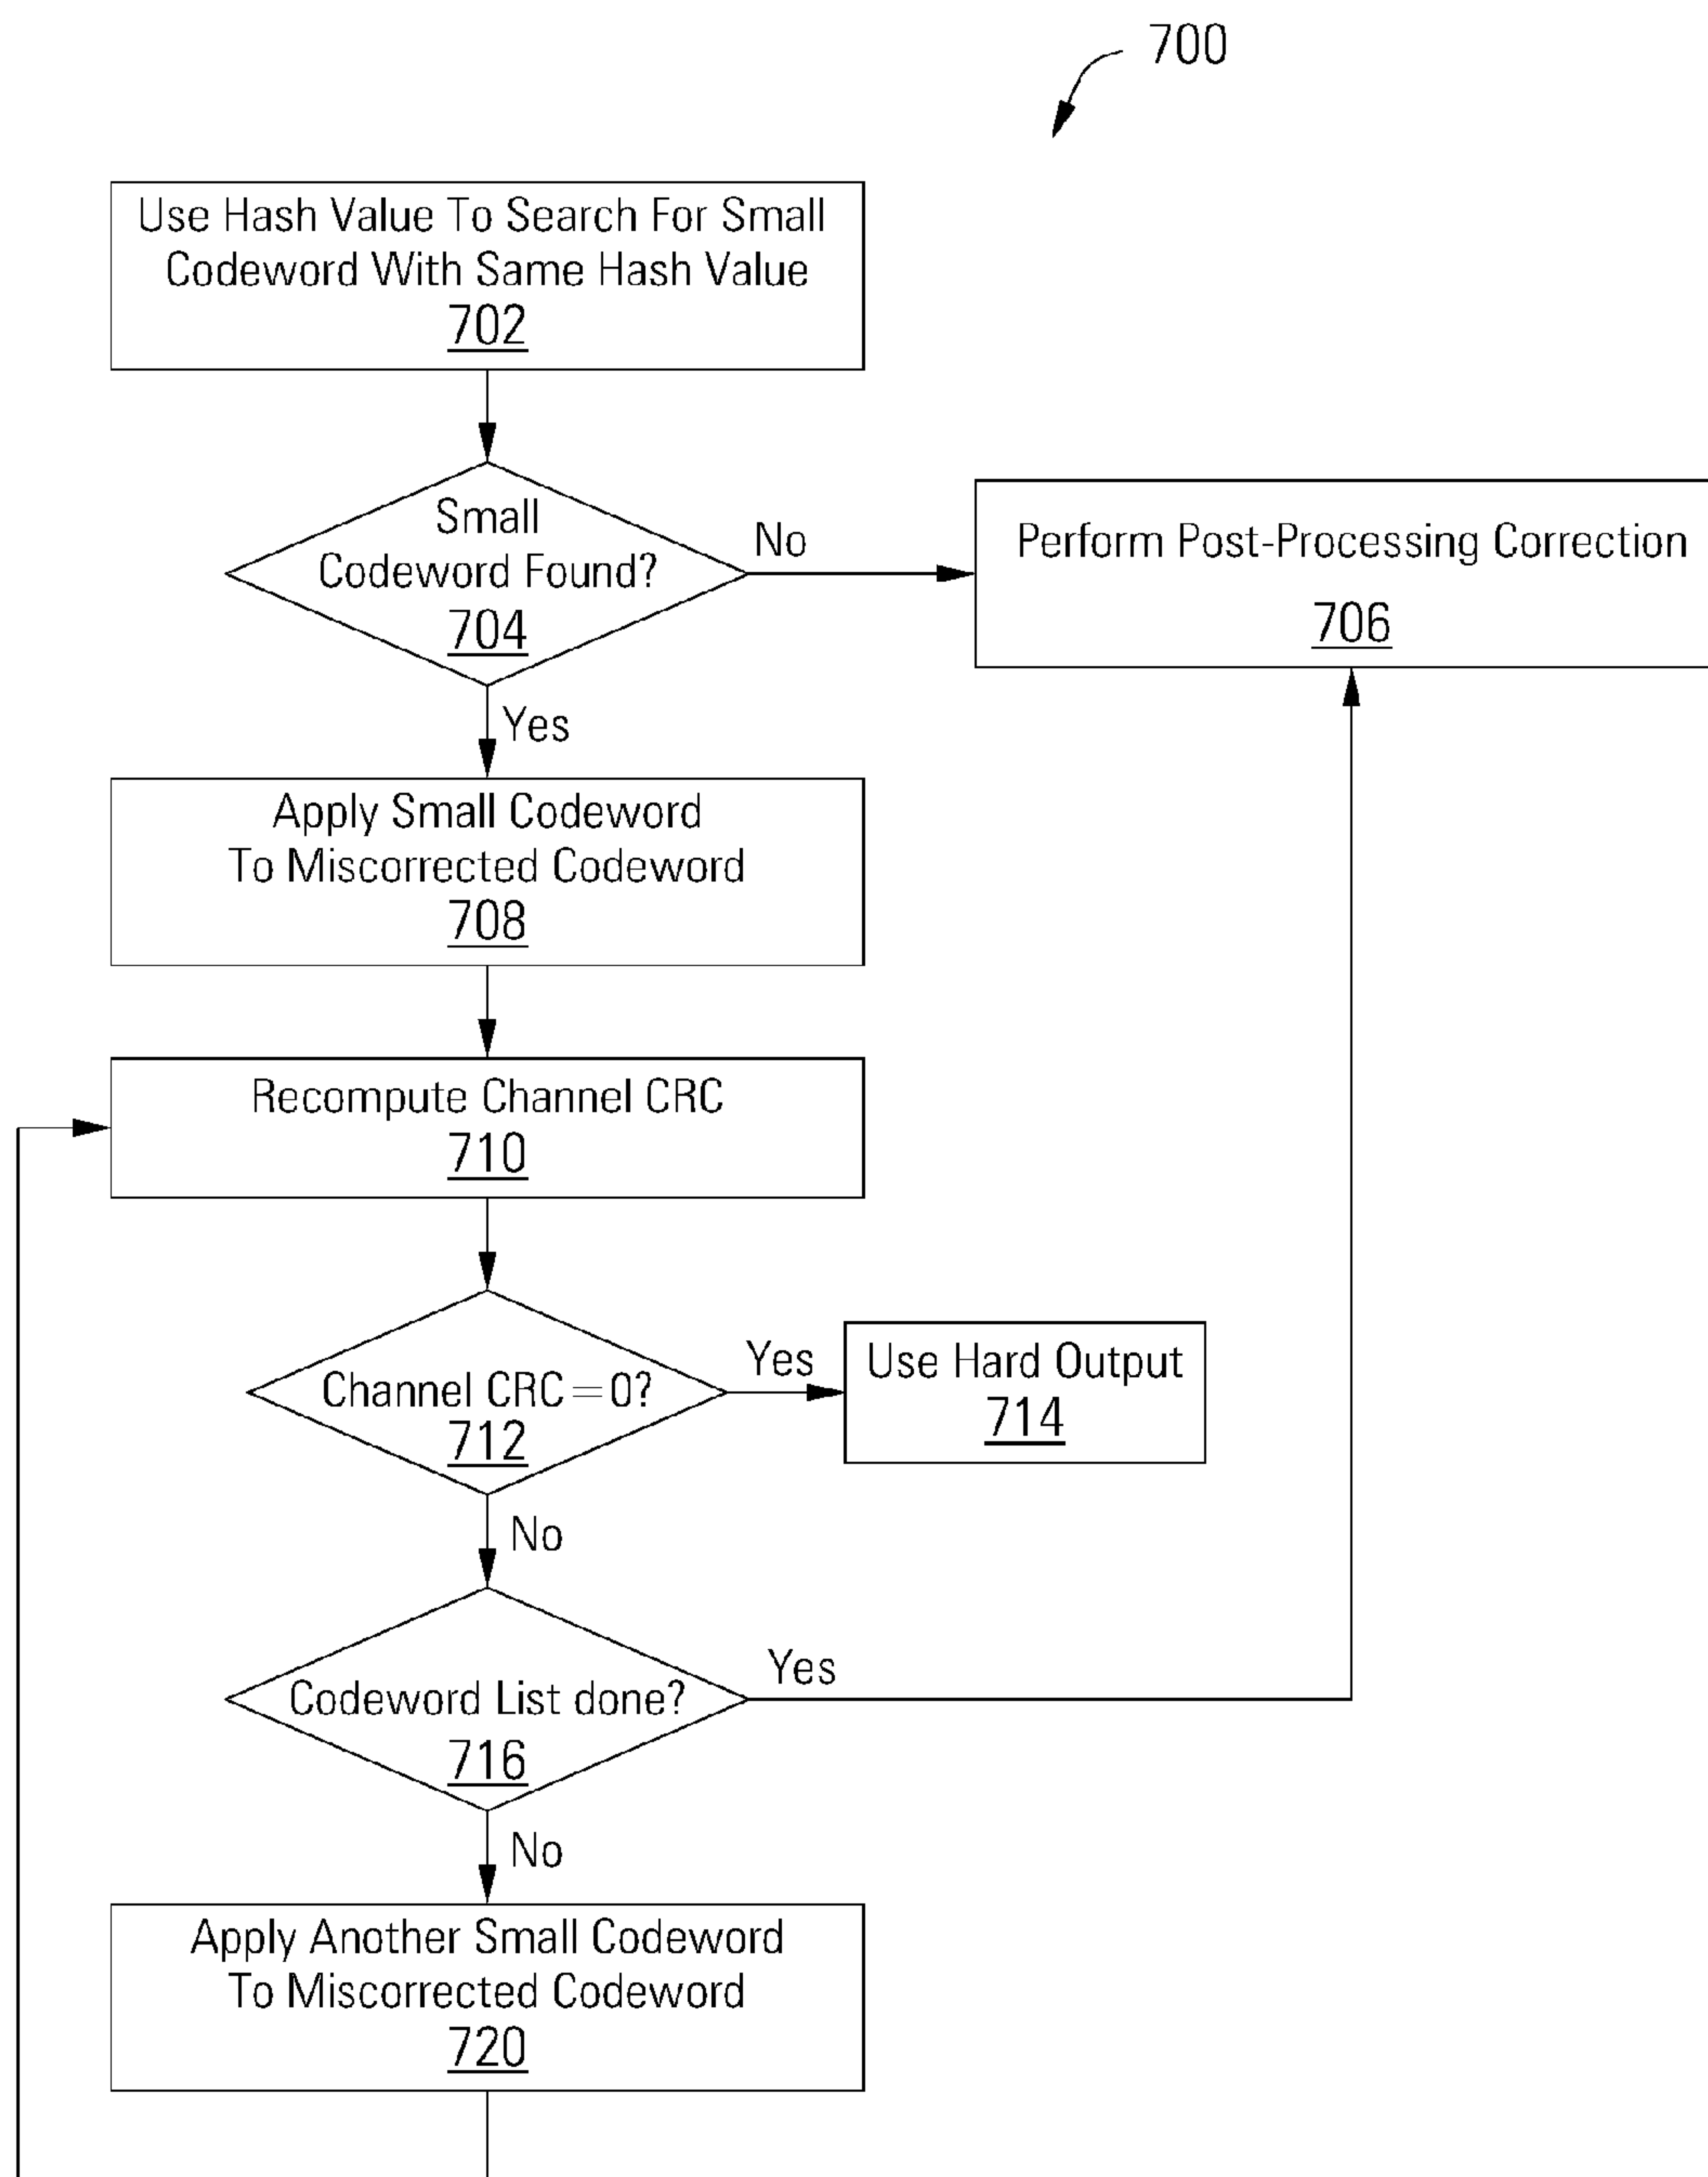 700
Use Hash Value To Search For Small
Codeword With Same Hash Value
702
Small
Codeword Found?
704
No
Perform Post-Processing Correction
706
Yes
Apply Small Codeword
To Miscorrected Codeword
708
Recompute Channel CRC
710
Channel CRC=0?
712
Yes
Use Hard Output
714
No
Codeword List done?
716
Yes
No
Apply Another Small Codeword
To Miscorrected Codeword
720